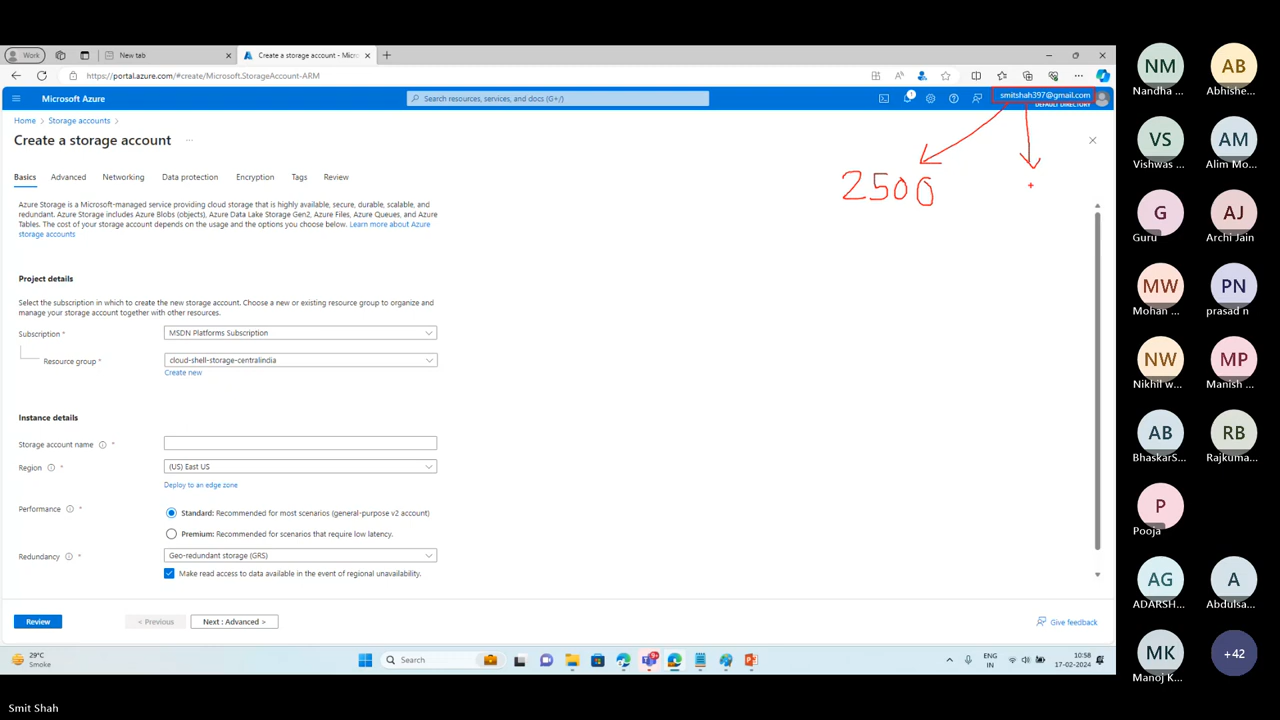 Work
New tab
Create a storage account - Micro
https://portal.azure.com/#create/Microsoft.StorageAccount-ARM
Microsoft Azure
Search resources, services, and docs (G+/)
1
smitshah397@gmail.com
DEFAULT DIRECTORY
Home > Storage accounts >
Create a storage account ...
2500
Basics Advanced Networking Data protection Encryption Tags Review
Azure Storage is a Microsoft-managed service providing cloud storage that is highly available, secure, durable, scalable, and
redundant. Azure Storage includes Azure Blobs (objects), Azure Data Lake Storage Gen2, Azure Files, Azure Queues, and Azure
Tables. The cost of your storage account depends on the usage and the options you choose below. Learn more about Azure
storage accounts
Project details
Select the subscription in which to create the new storage account. Choose a new or existing resource group to organize and
manage your storage account together with other resources.
Subscription *
MSDN Platforms Subscription
Resource group *
cloud-shell-storage-centralindia
Create new
Instance details
Storage account name *
Region *
(US) East US
Deploy to an edge zone
Performance *
Standard: Recommended for most scenarios (general-purpose v2 account)
Premium: Recommended for scenarios that require low latency.
Redundancy *
Geo-redundant storage (GRS)
Make read access to data available in the event of regional unavailability.
Review
< Previous
Next : Advanced >
Give feedback
29°C
Smoke
Search
ENG
IN
10:58
17-02-2024
NM
Nandha ...
AB
Abhishe...
VS
Vishwas ...
AM
Alim Mo...
G
Guru
AJ
Archi Jain
MW
Mohan ...
PN
prasad n
NW
Nikhil w...
MP
Manish ...
AB
BhaskarS...
RB
Rajkuma...
P
Pooja
AG
ADARSH...
A
Abdulsa...
MK
Manoj K...
+42
Smit Shah